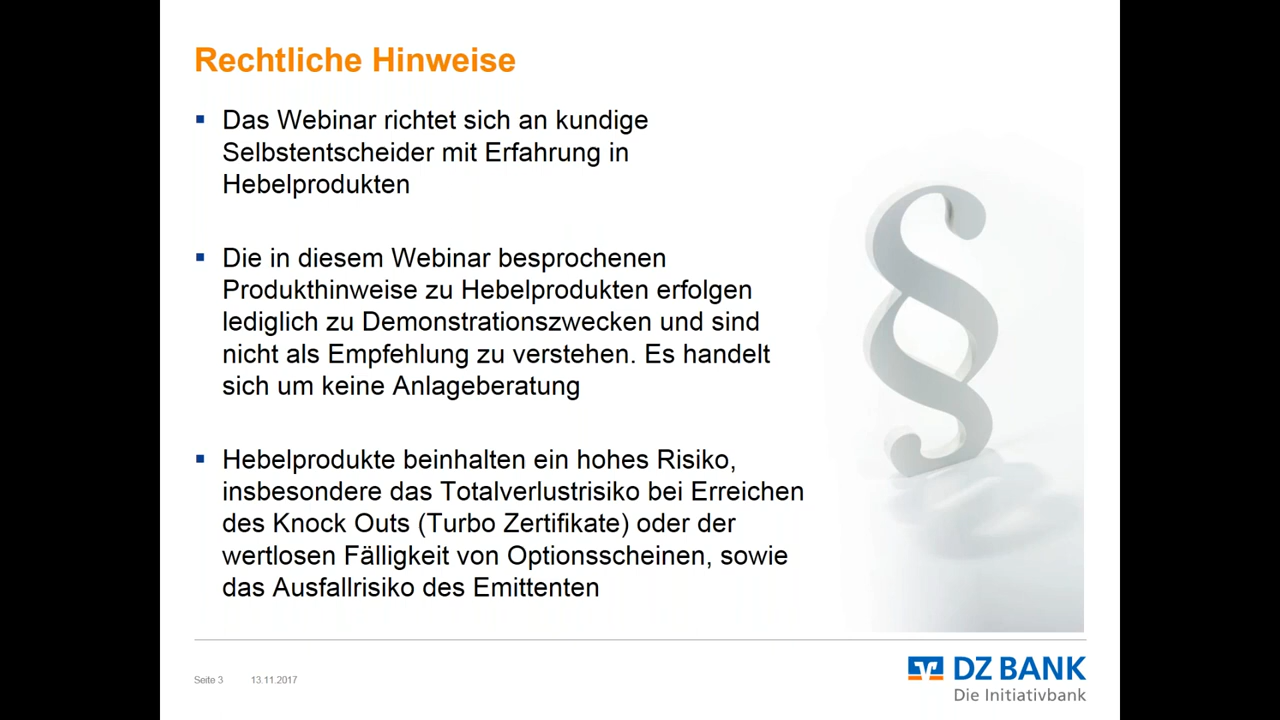 Rechtliche Hinweise
▪ Das Webinar richtet sich an kundige
Selbstentscheider mit Erfahrung in
Hebelprodukten
▪ Die in diesem Webinar besprochenen
Produkthinweise zu Hebelprodukten erfolgen
lediglich zu Demonstrationszwecken und sind
nicht als Empfehlung zu verstehen. Es handelt
sich um keine Anlageberatung
▪ Hebelprodukte beinhalten ein hohes Risiko,
insbesondere das Totalverlustrisiko bei Erreichen
des Knock Outs (Turbo Zertifikate) oder der
wertlosen Fälligkeit von Optionsscheinen, sowie
das Ausfallrisiko des Emittenten
§
Seite 3 13.11.2017
DZ BANK
Die Initiativbank